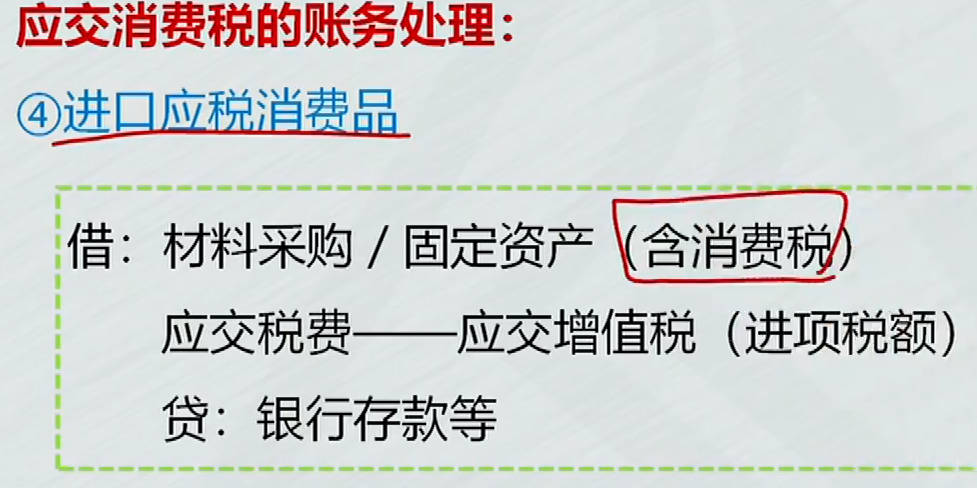 应交消费税的账务处理：
④进口应税消费品
借：材料采购/固定资产（含消费税）
应交税费——应交增值税（进项税额）
贷：银行存款等